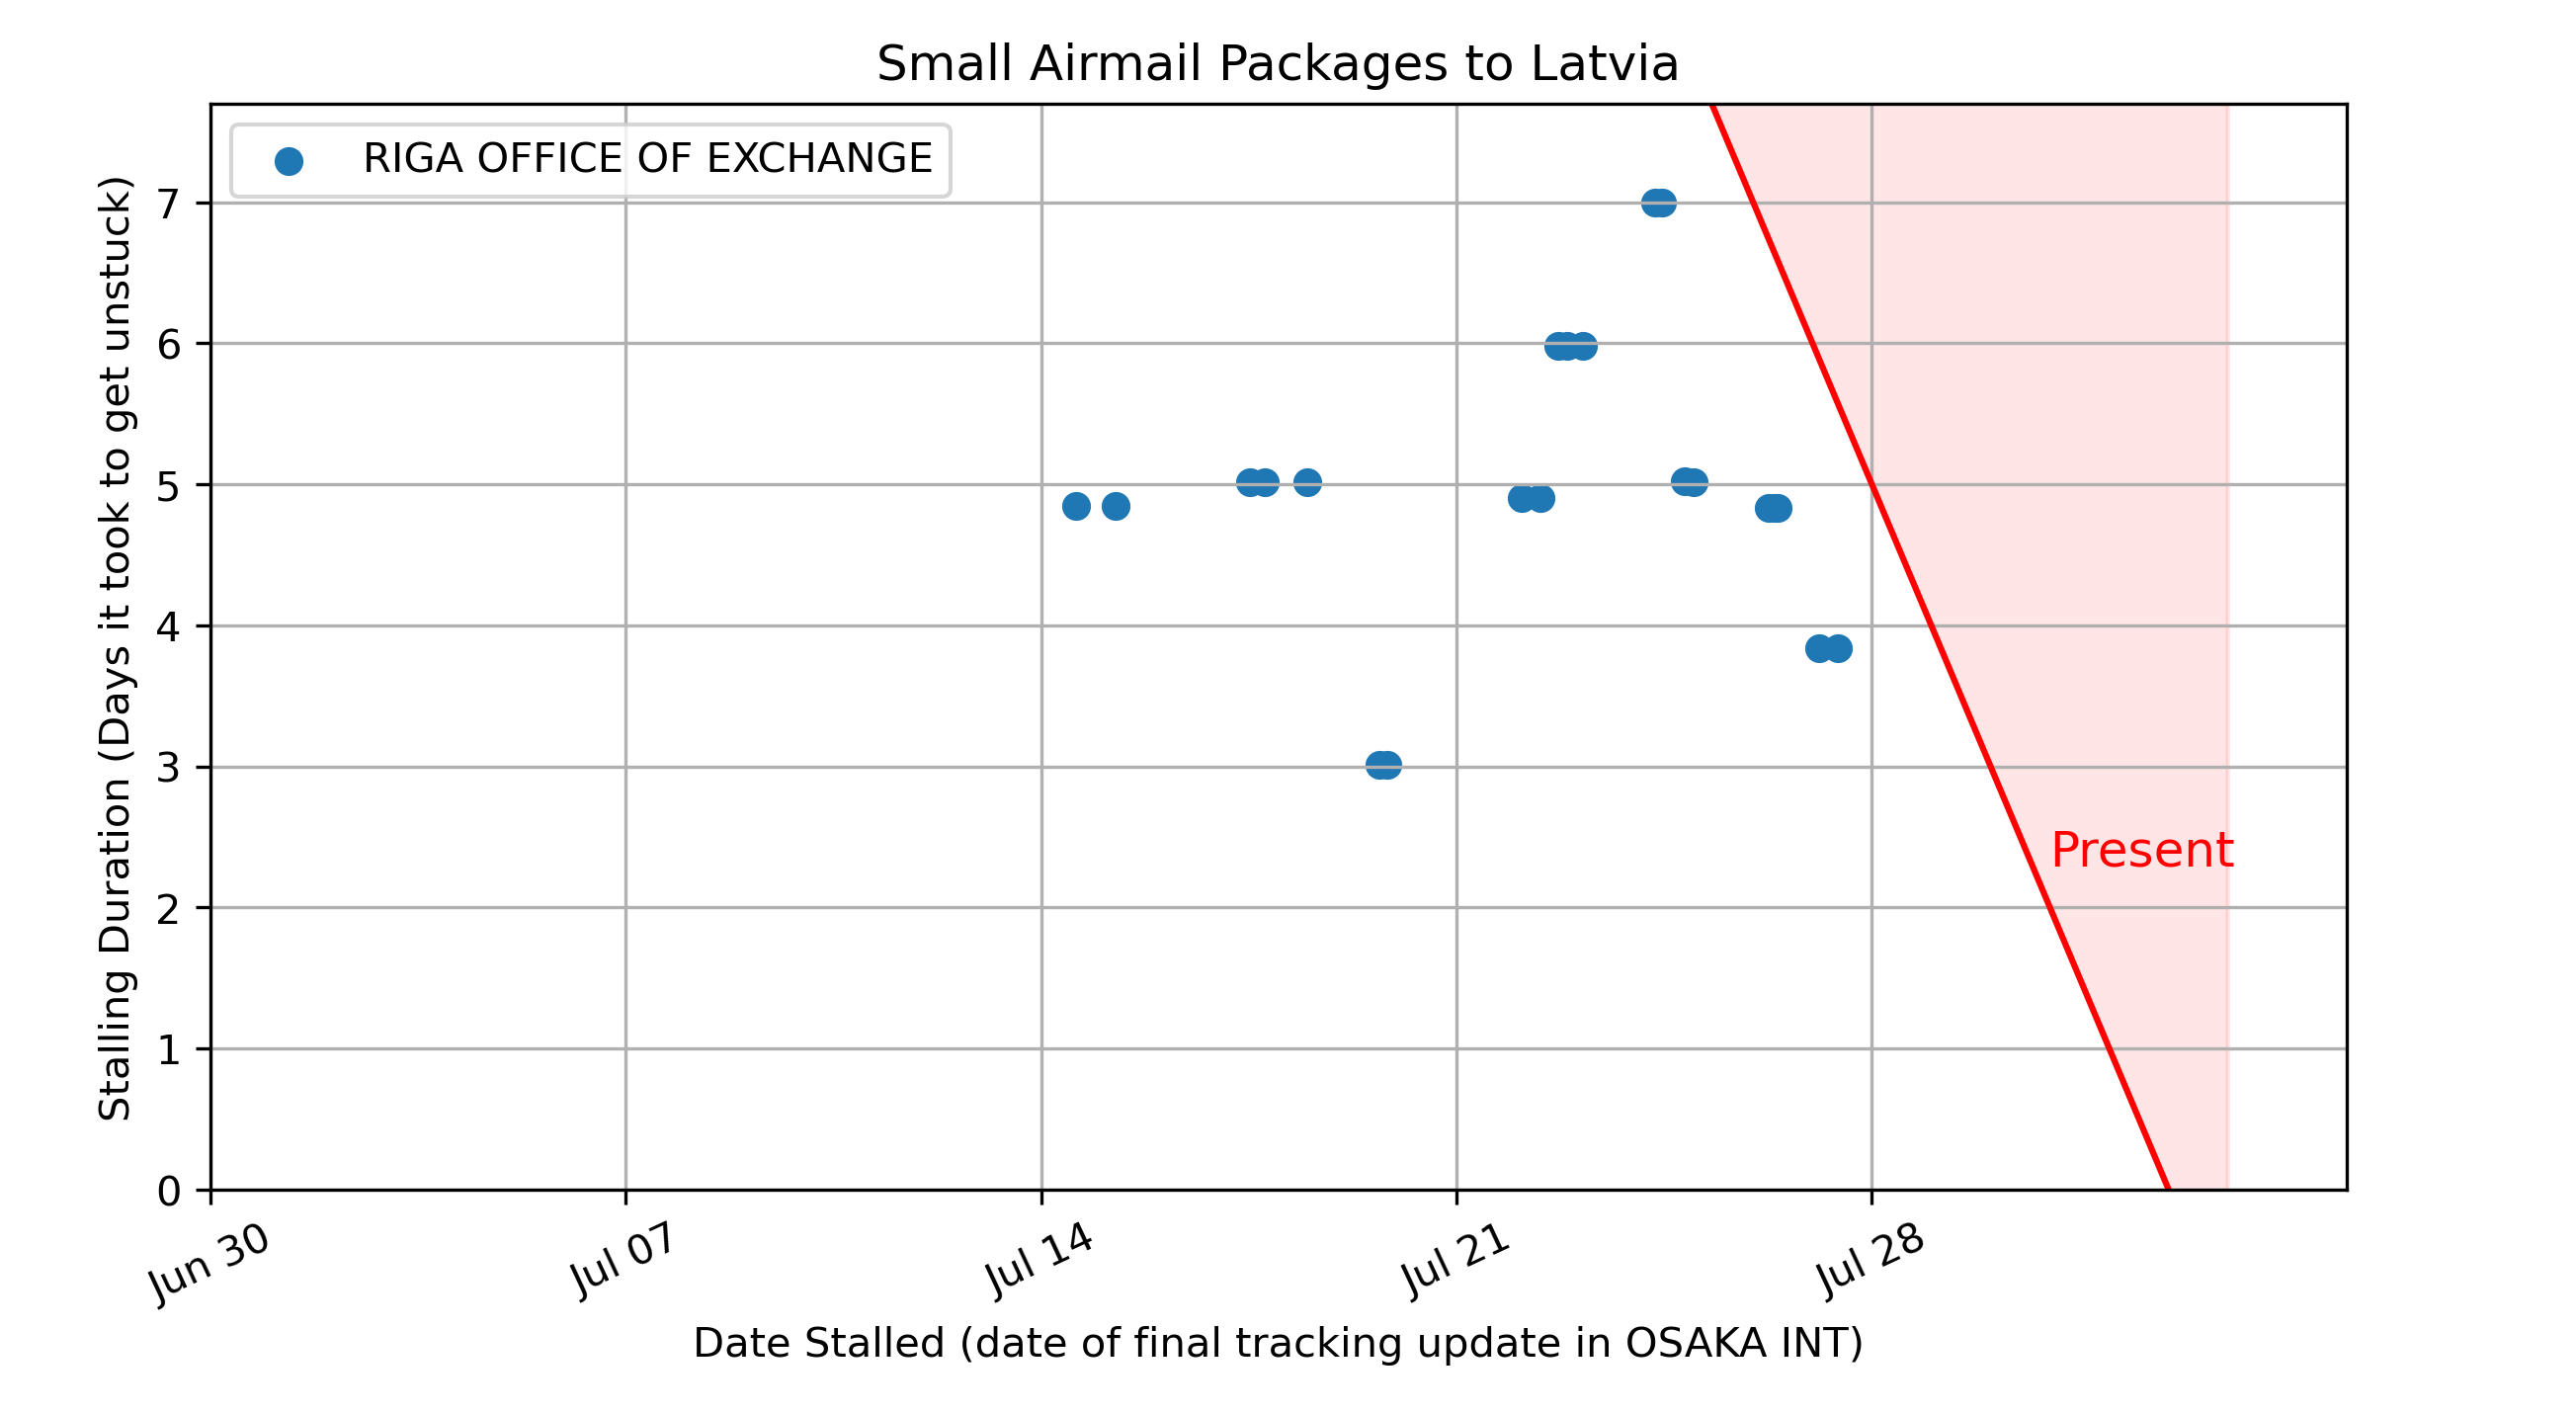 Small Airmail Packages to Latvia
RIGA OFFICE OF EXCHANGE
Stalling Duration (Days it took to get unstuck)
7
6
5
4
3
2
1
0
Present
Jun 30
Jul 07
Jul 14
Jul 21
Jul 28
Date Stalled (date of final tracking update in OSAKA INT)